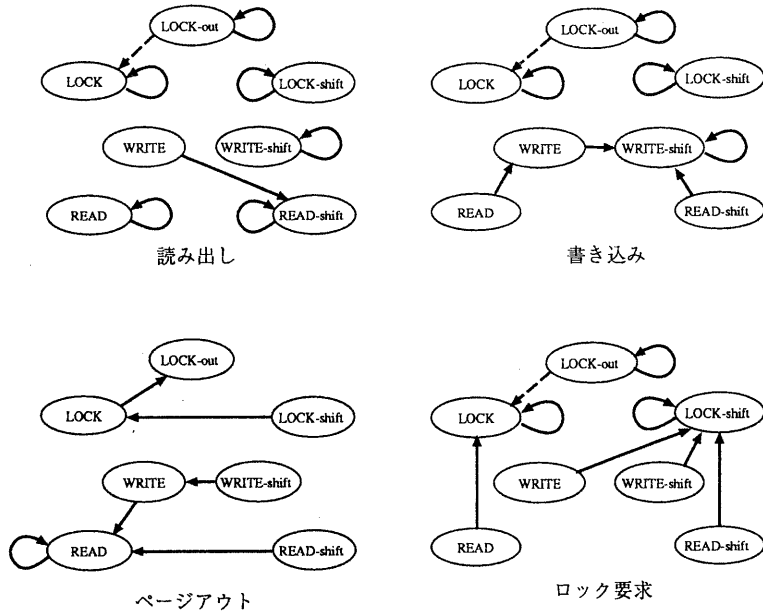 LOCK-out
LOCK
LOCK-shift
WRITE
WRITE-shift
READ
READ-shift
読み出し
LOCK-out
LOCK
LOCK-shift
WRITE
WRITE-shift
READ
READ-shift
書き込み
LOCK-out
LOCK
LOCK-shift
WRITE
WRITE-shift
READ
READ-shift
ページアウト
LOCK-out
LOCK
LOCK-shift
WRITE
WRITE-shift
READ
READ-shift
ロック要求